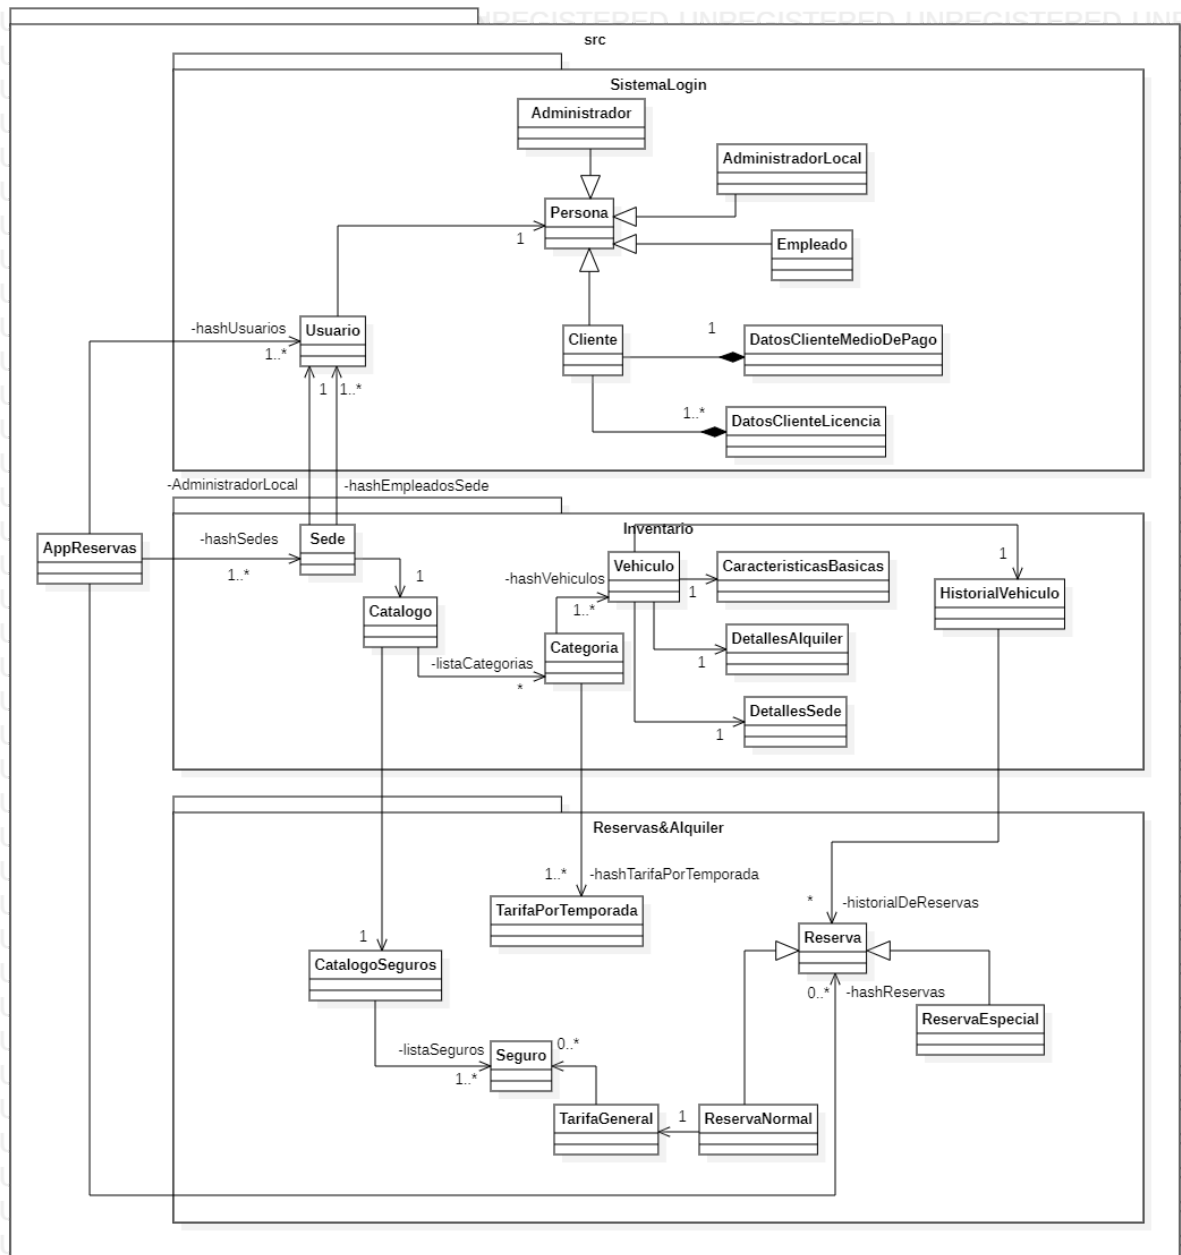 UNREGISTERED UNREGISTERED UNREGISTERED UNREGISTERED
src
SistemaLogin
Administrador
AdministradorLocal
Persona
1
Empleado
-hashUsuarios
1..*
Usuario
1
1..*
Cliente
1
DatosClienteMedioDePago
1..*
DatosClienteLicencia
-AdministradorLocal
-hashEmpleadosSede
Inventario
AppReservas
-hashSedes
1..*
Sede
1
Catalogo
-listaCategorias
*
-hashVehiculos
1..*
Vehiculo
1
CaracteristicasBasicas
1
HistorialVehiculo
Categoria
1
DetallesAlquiler
1
DetallesSede
Reservas&Alquiler
1..*
-hashTarifaPorTemporada
TarifaPorTemporada
*
-historialDeReservas
Reserva
0..*
-hashReservas
ReservaEspecial
1
CatalogoSeguros
-listaSeguros
1..*
Seguro
0..*
TarifaGeneral
1
ReservaNormal